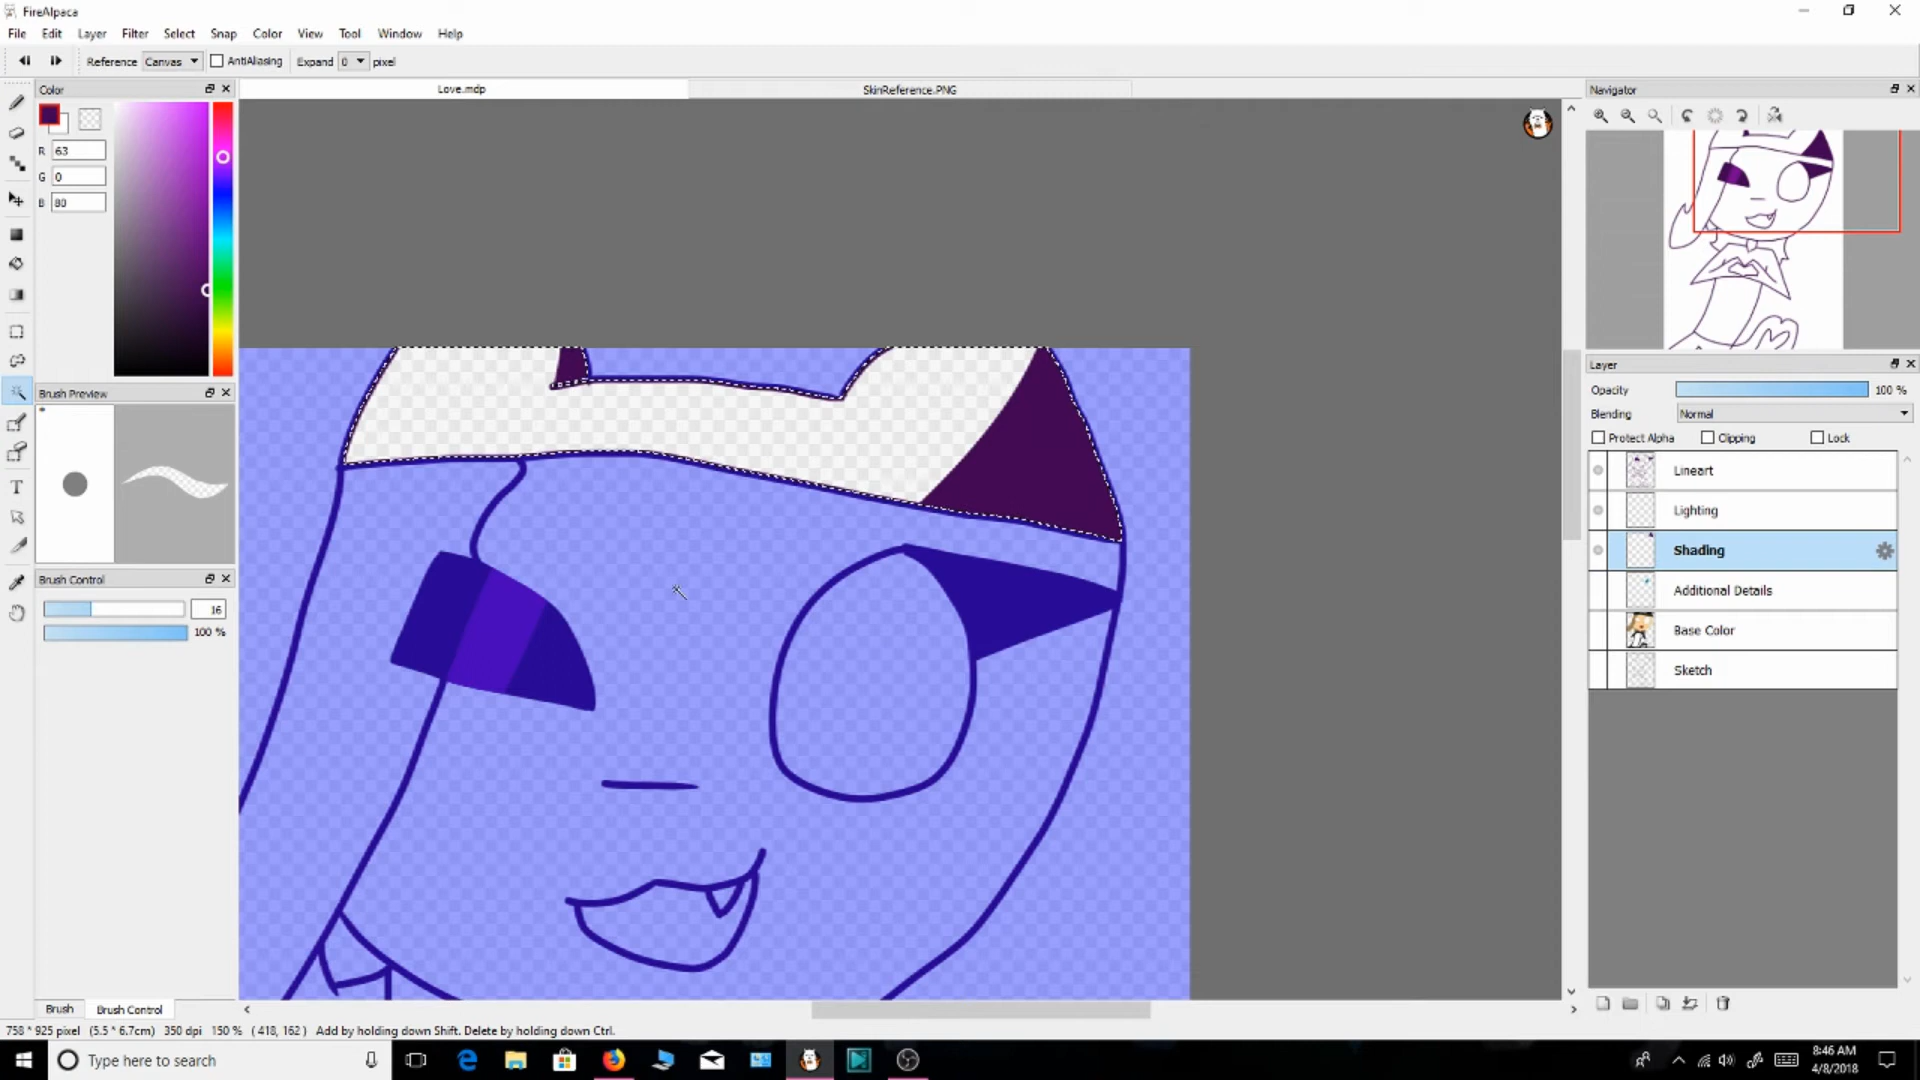 FireAlpaca
File Edit Layer Filter Select Snap Color View Tool Window Help
Reference Canvas AntiAliasing Expand 0 pixel
Color
Love.mdp
SkinReference.PNG
Navigator
R 63
G 0
B 80
Layer
Opacity 100 %
Blending Normal
Protect Alpha Clipping Lock
Brush Preview
Lineart
Lighting
Shading
Additional Details
Base Color
Sketch
T
Brush Control
16
100 %
Brush Brush Control
758 * 925 pixel (5.5 * 6.7cm) 350 dpi 150 % ( 418, 162 ) Add by holding down Shift. Delete by holding down Ctrl.
Type here to search
8:46 AM
4/8/2018